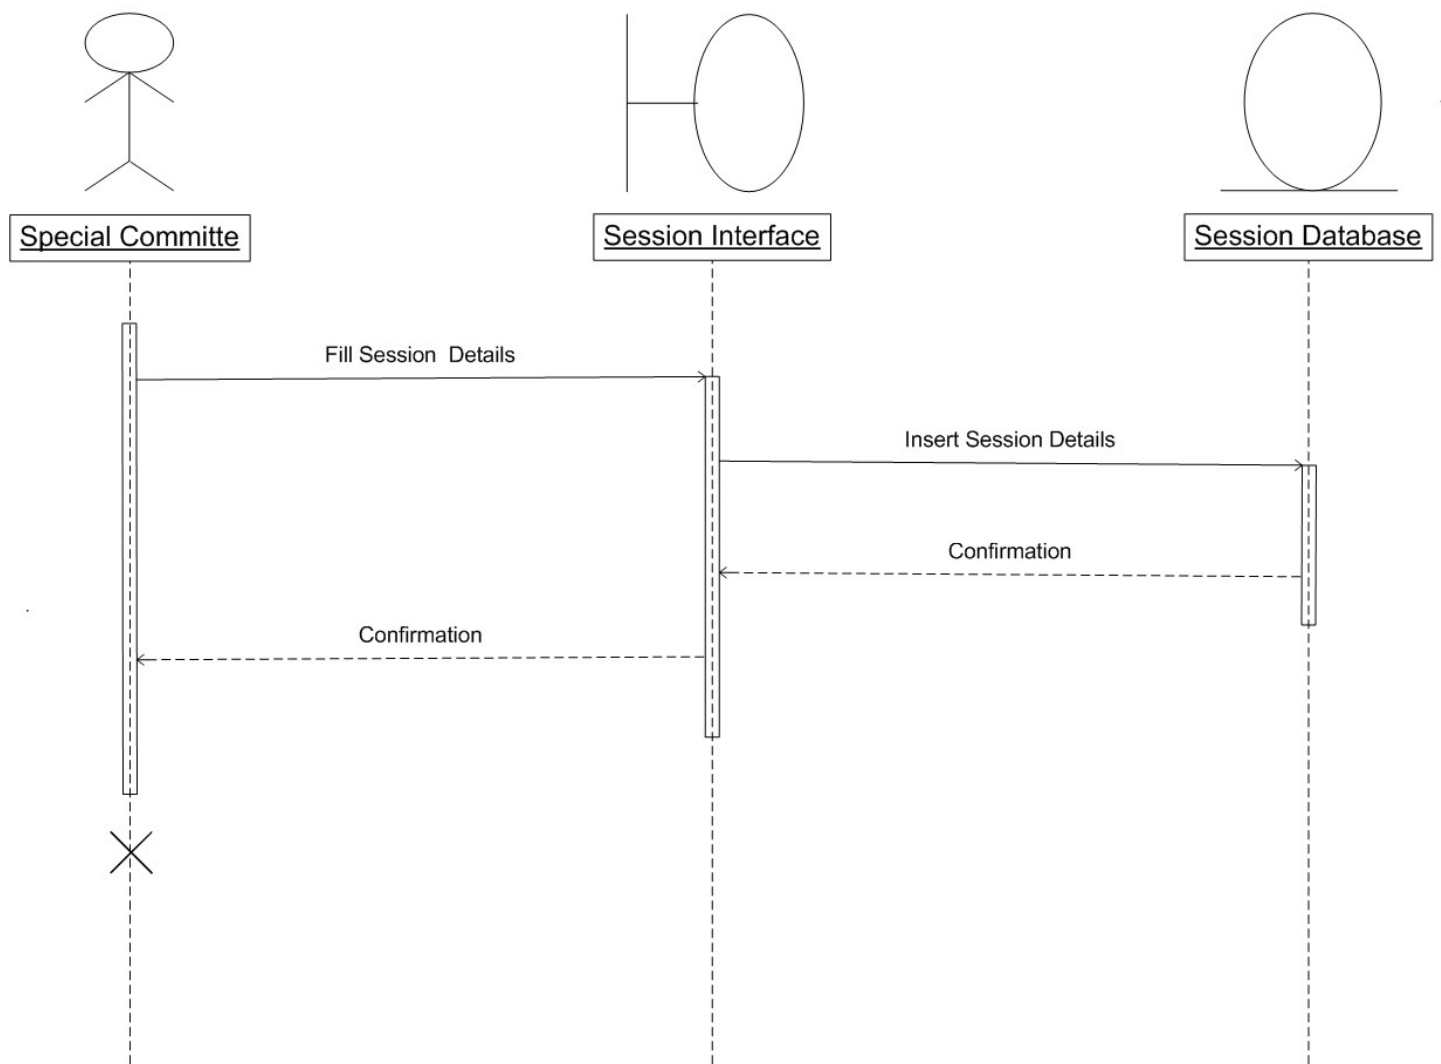 Special Committe
Session Interface
Session Database
Fill Session  Details
Insert Session Details
Confirmation
Confirmation